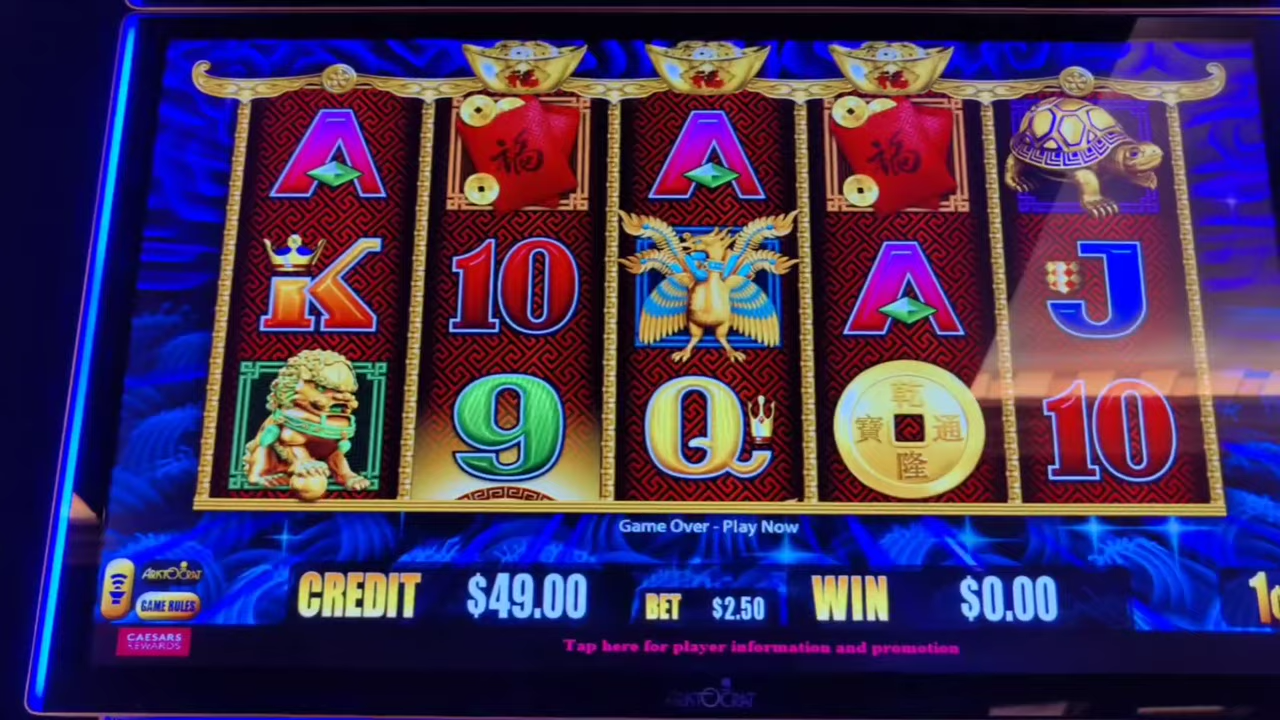 福 福 福
A 福 A 福
K 10 A J
9 Q 乾 寶 通 隆 10
Game Over - Play Now
ARISTOCRAT
GAME RULES
CREDIT $49.00 BET $2.50 WIN $0.00
CAESARS
REWARDS
Tap here for player information and promotion
ARISTOCRAT